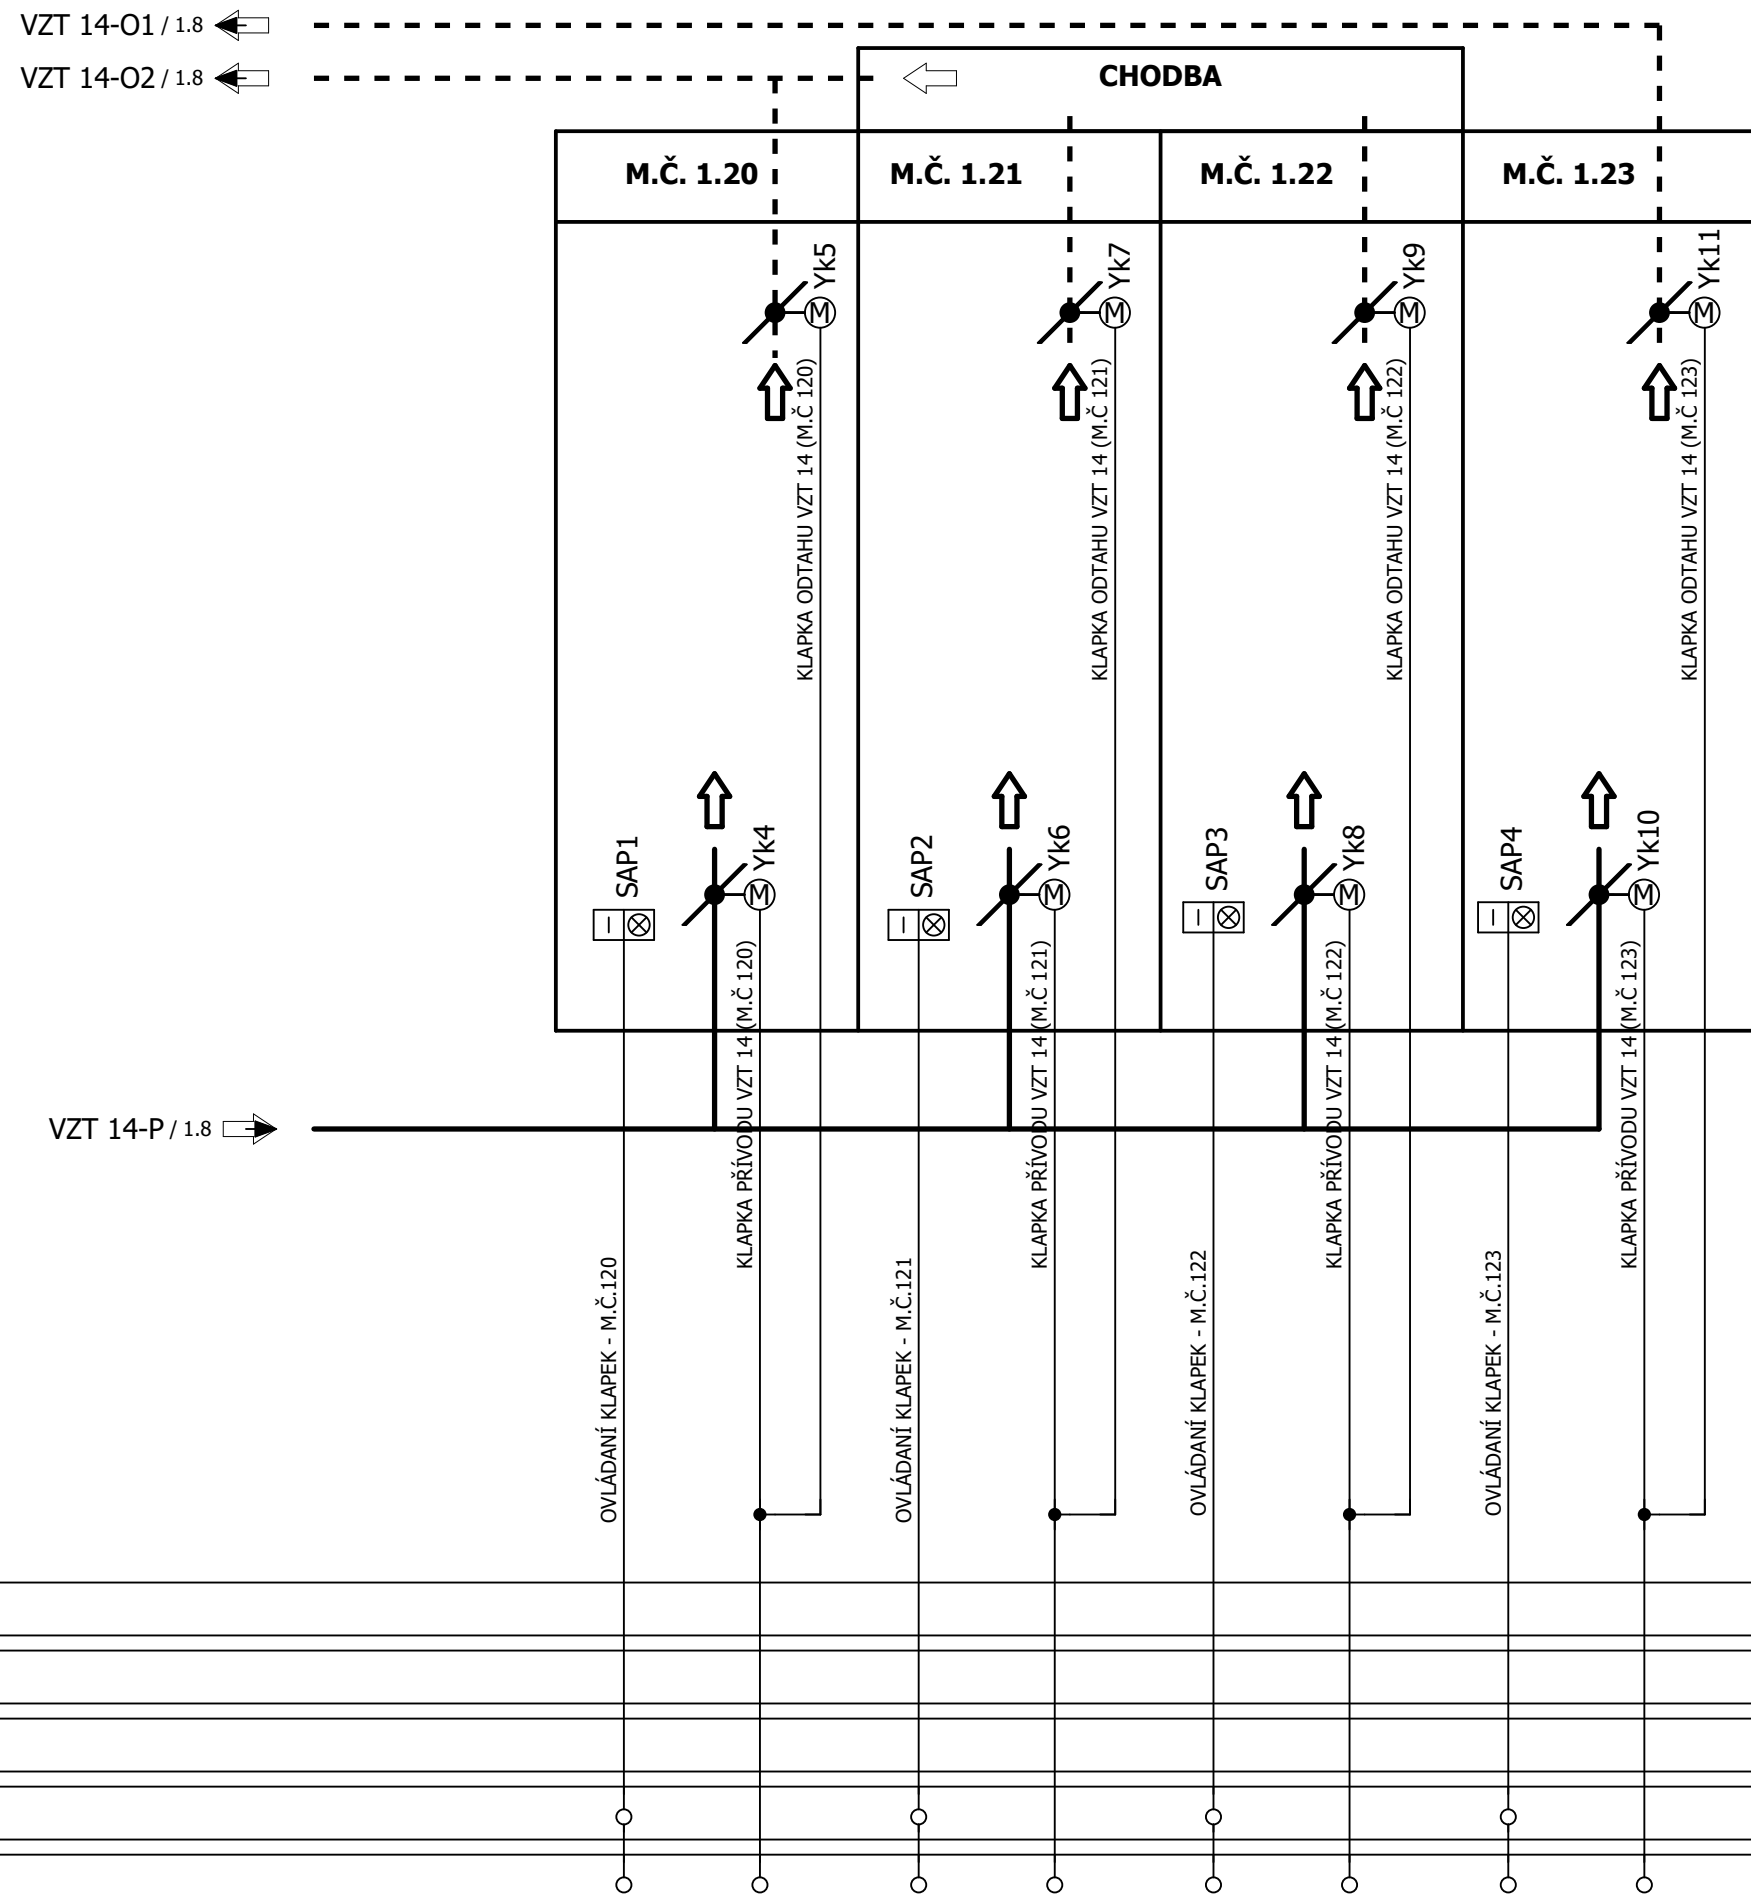 VZT 14-O1 / 1.8
VZT 14-O2 / 1.8
CHODBA
M.Č. 1.20
M.Č. 1.21
M.Č. 1.22
M.Č. 1.23
Yk5
Yk7
Yk9
Yk11
M
M
M
M
KLAPKA ODTAHU VZT 14 (M.Č 120)
KLAPKA ODTAHU VZT 14 (M.Č 121)
KLAPKA ODTAHU VZT 14 (M.Č 122)
KLAPKA ODTAHU VZT 14 (M.Č 123)
SAP1
Yk4
SAP2
Yk6
SAP3
Yk8
SAP4
Yk10
M
M
M
M
KLAPKA PŘÍVODU VZT 14 (M.Č 120)
KLAPKA PŘÍVODU VZT 14 (M.Č 121)
KLAPKA PŘÍVODU VZT 14 (M.Č 122)
KLAPKA PŘÍVODU VZT 14 (M.Č 123)
VZT 14-P / 1.8
OVLÁDANÍ KLAPEK - M.Č.120
OVLÁDANÍ KLAPEK - M.Č.121
OVLÁDANÍ KLAPEK - M.Č.122
OVLÁDANÍ KLAPEK - M.Č.123